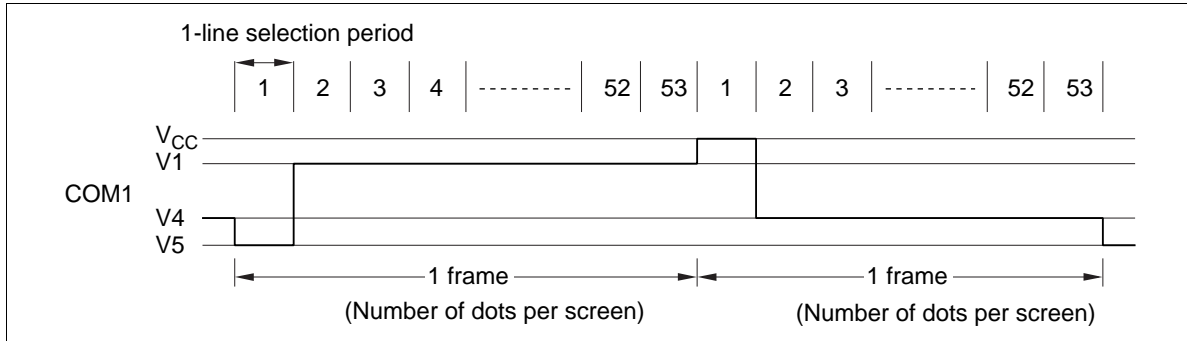 1-line selection period
1 2 3 4 52 53 1 2 3 52 53
VCC
V1
COM1
V4
V5
1 frame 1 frame
(Number of dots per screen) (Number of dots per screen)